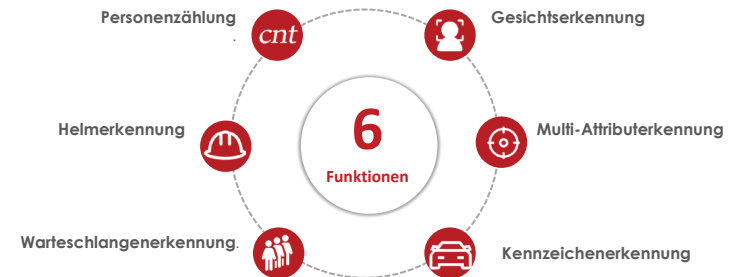 Personenzählung
.
cnt
Gesichtserkennung
Helmerkennung
6
Funktionen
Multi-Attributerkennung
Warteschlangenerkennung.
Kennzeichenerkennung